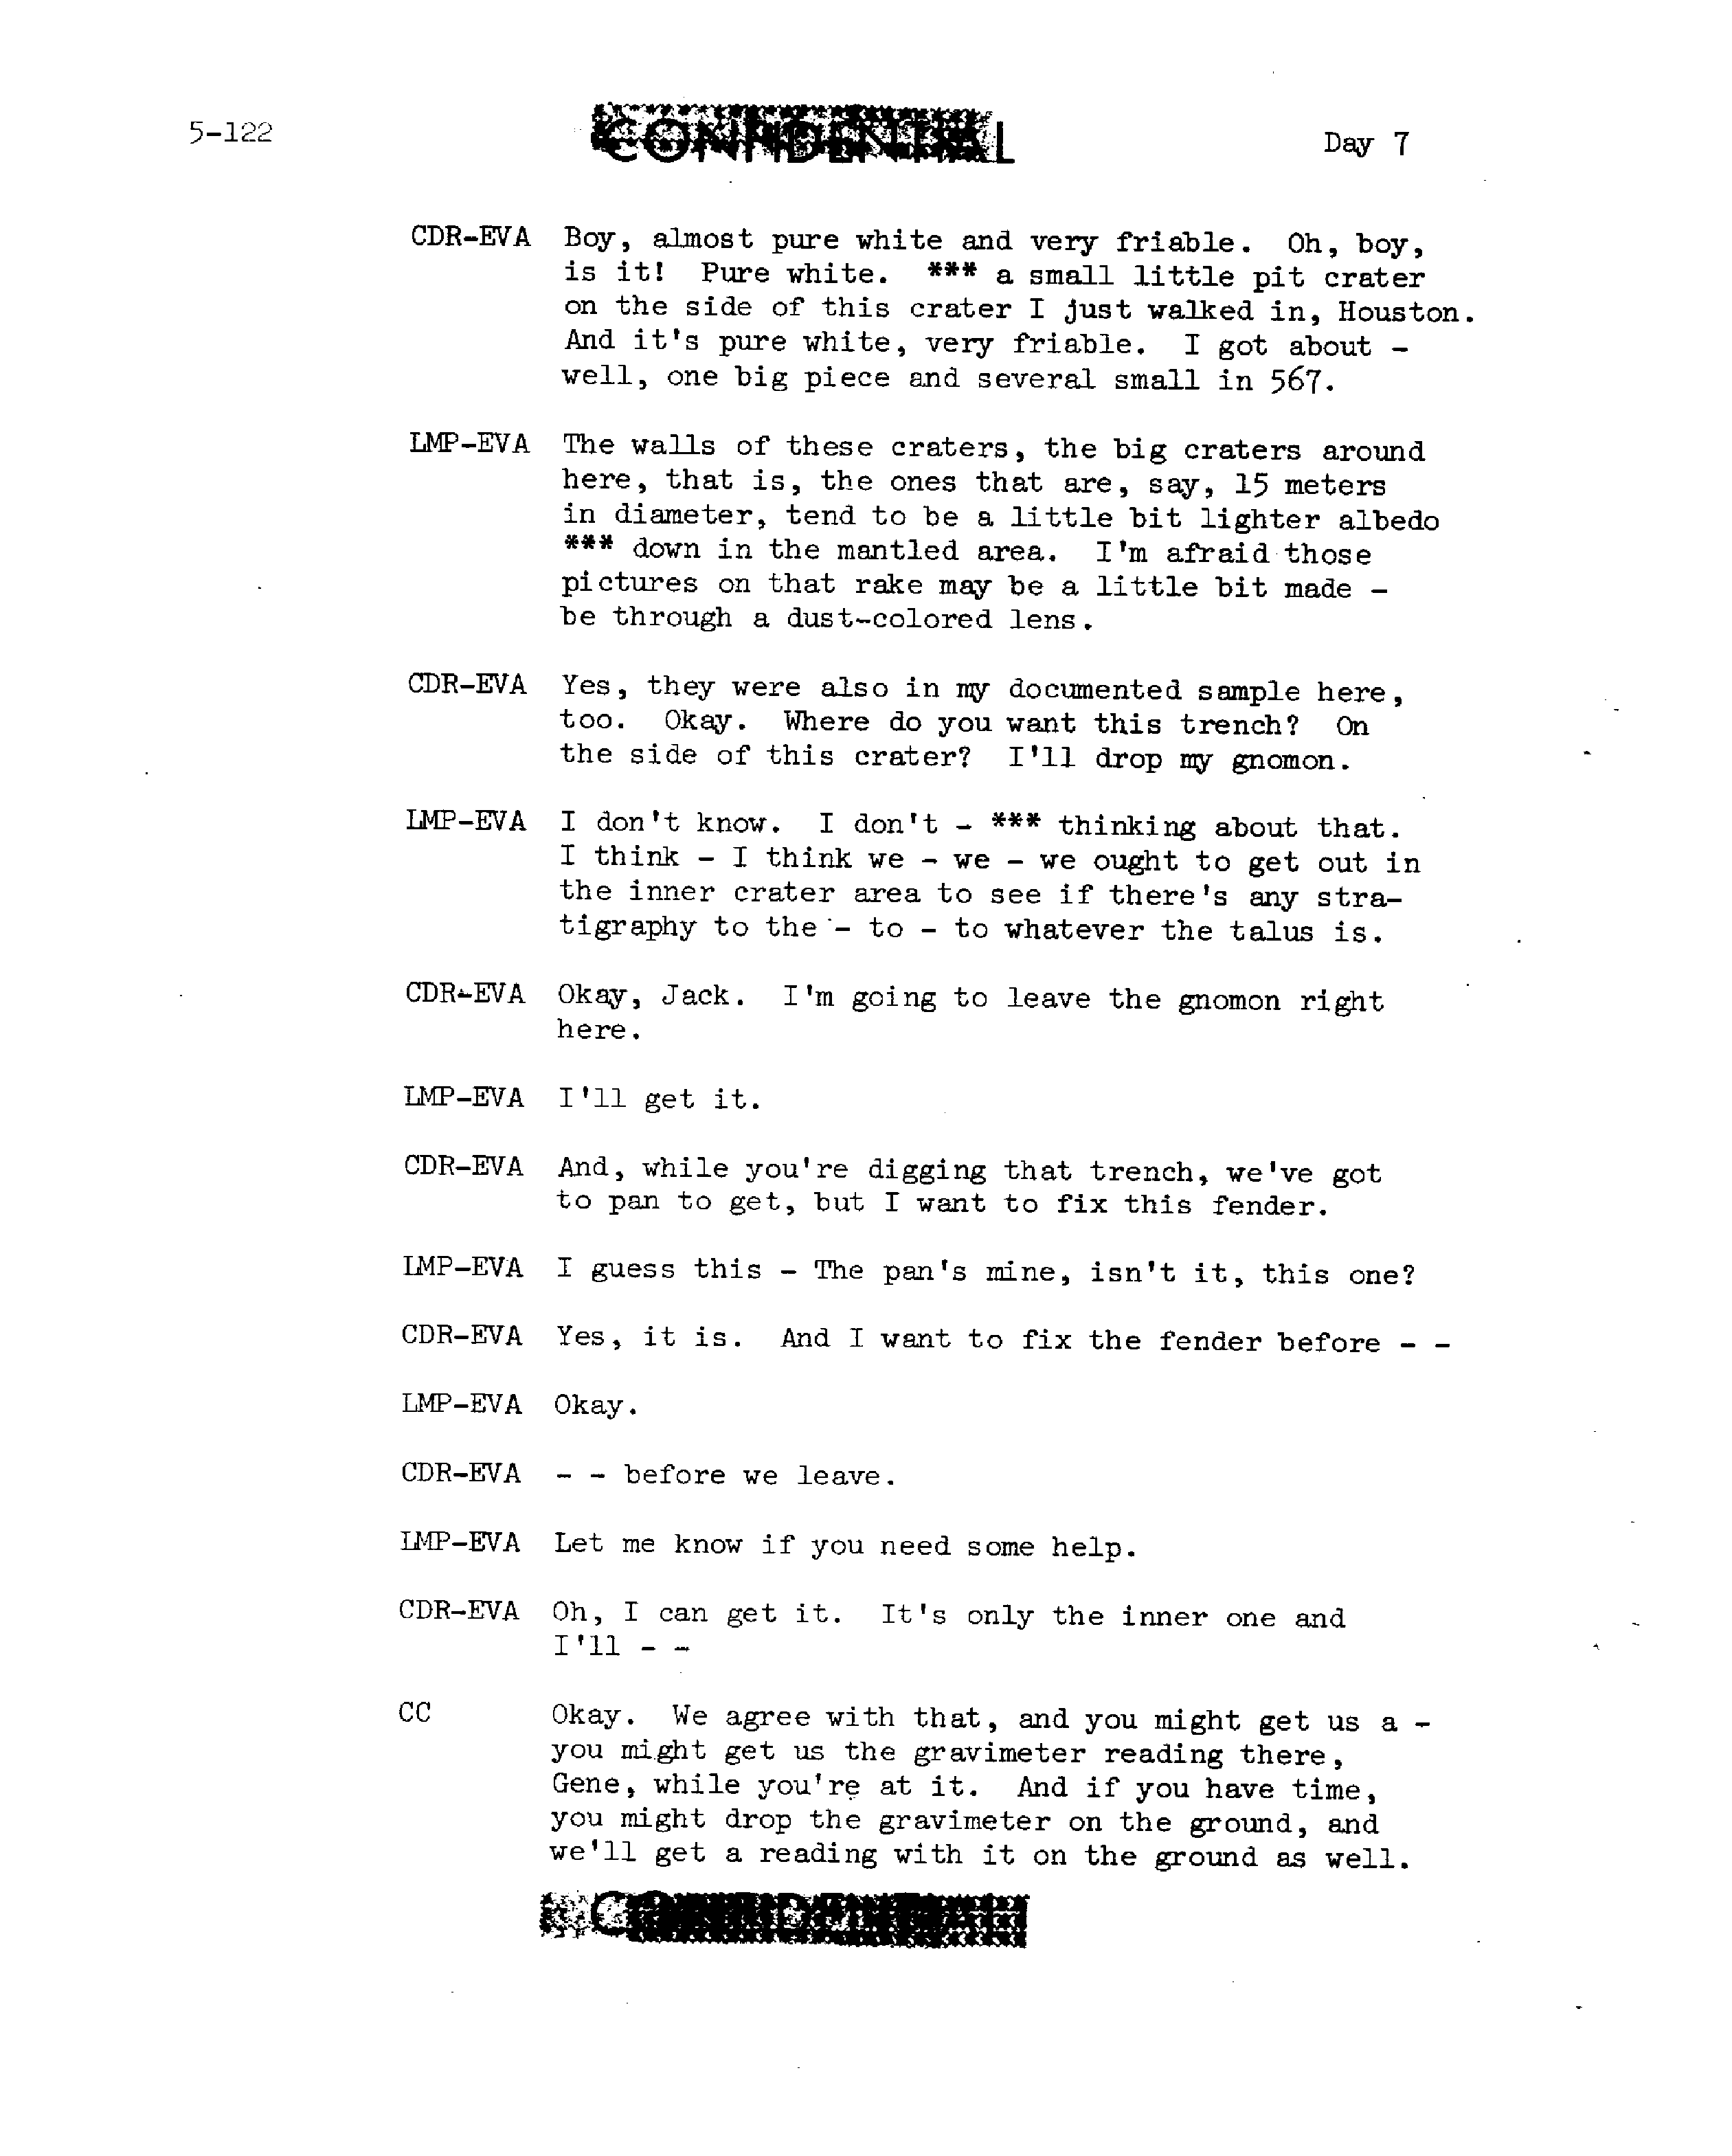 5-122
CONFIDENTIAL
Day 7
CDR-EVA Boy, almost pure white and very friable. Oh, boy,
is it! Pure white. *** a small little pit crater
on the side of this crater I just walked in, Houston.
And it's pure white, very friable. I got about -
well, one big piece and several small in 567.
LMP-EVA The walls of these craters, the big craters around
here, that is, the ones that are, say, 15 meters
in diameter, tend to be a little bit lighter albedo
*** down in the mantled area. I'm afraid those
pictures on that rake may be a little bit made -
be through a dust-colored lens.
CDR-EVA Yes, they were also in my documented sample here,
too. Okay. Where do you want this trench? On
the side of this crater? I'll drop my gnomon.
LMP-EVA I don't know. I don't - *** thinking about that.
I think - I think we - we - we ought to get out in
the inner crater area to see if there's any stra-
tigraphy to the - to - to whatever the talus is.
CDR-EVA Okay, Jack. I'm going to leave the gnomon right
here.
LMP-EVA I'll get it.
CDR-EVA And, while you're digging that trench, we've got
to pan to get, but I want to fix this fender.
LMP-EVA I guess this - The pan's mine, isn't it, this one?
CDR-EVA Yes, it is. And I want to fix the fender before - -
LMP-EVA Okay.
CDR-EVA - - before we leave.
LMP-EVA Let me know if you need some help.
CDR-EVA Oh, I can get it. It's only the inner one and
I'll - -
CC Okay. We agree with that, and you might get us a -
you might get us the gravimeter reading there,
Gene, while you're at it. And if you have time,
you might drop the gravimeter on the ground, and
we'll get a reading with it on the ground as well.
CONFIDENTIAL